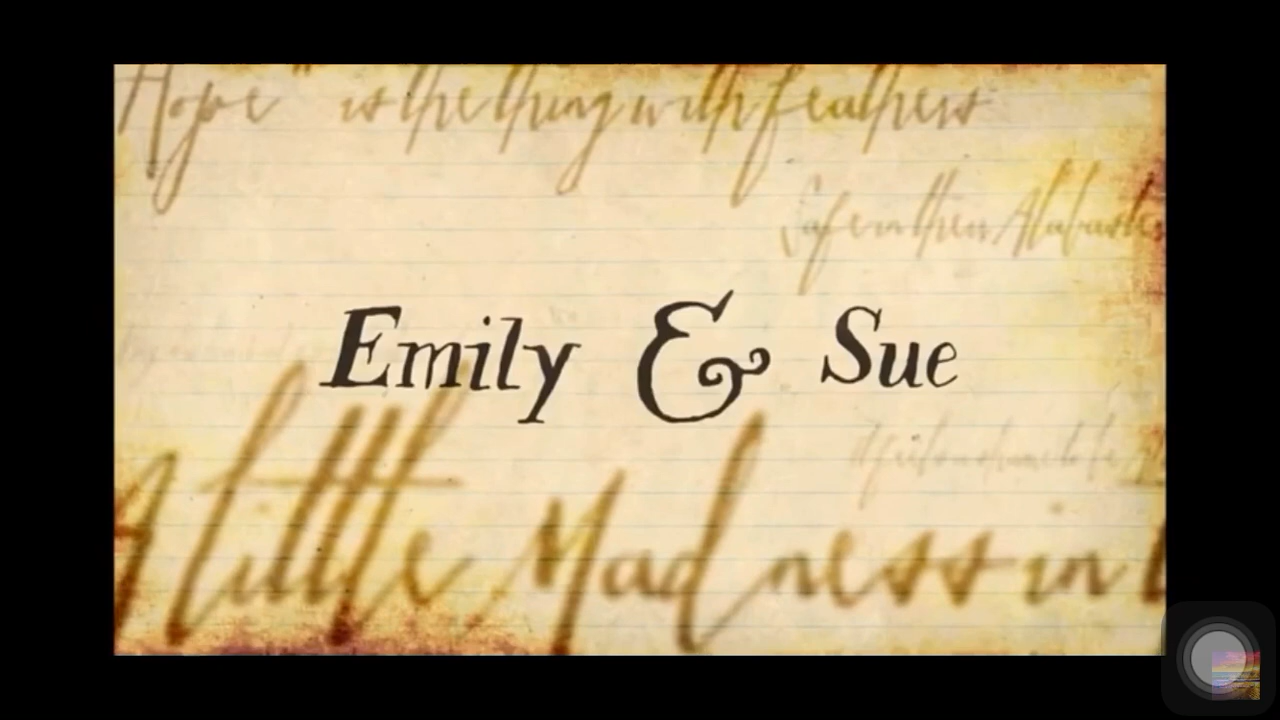 "Hope" is the thing with feathers
Safe in their Alabaster
Emily & Sue
A little Madness in